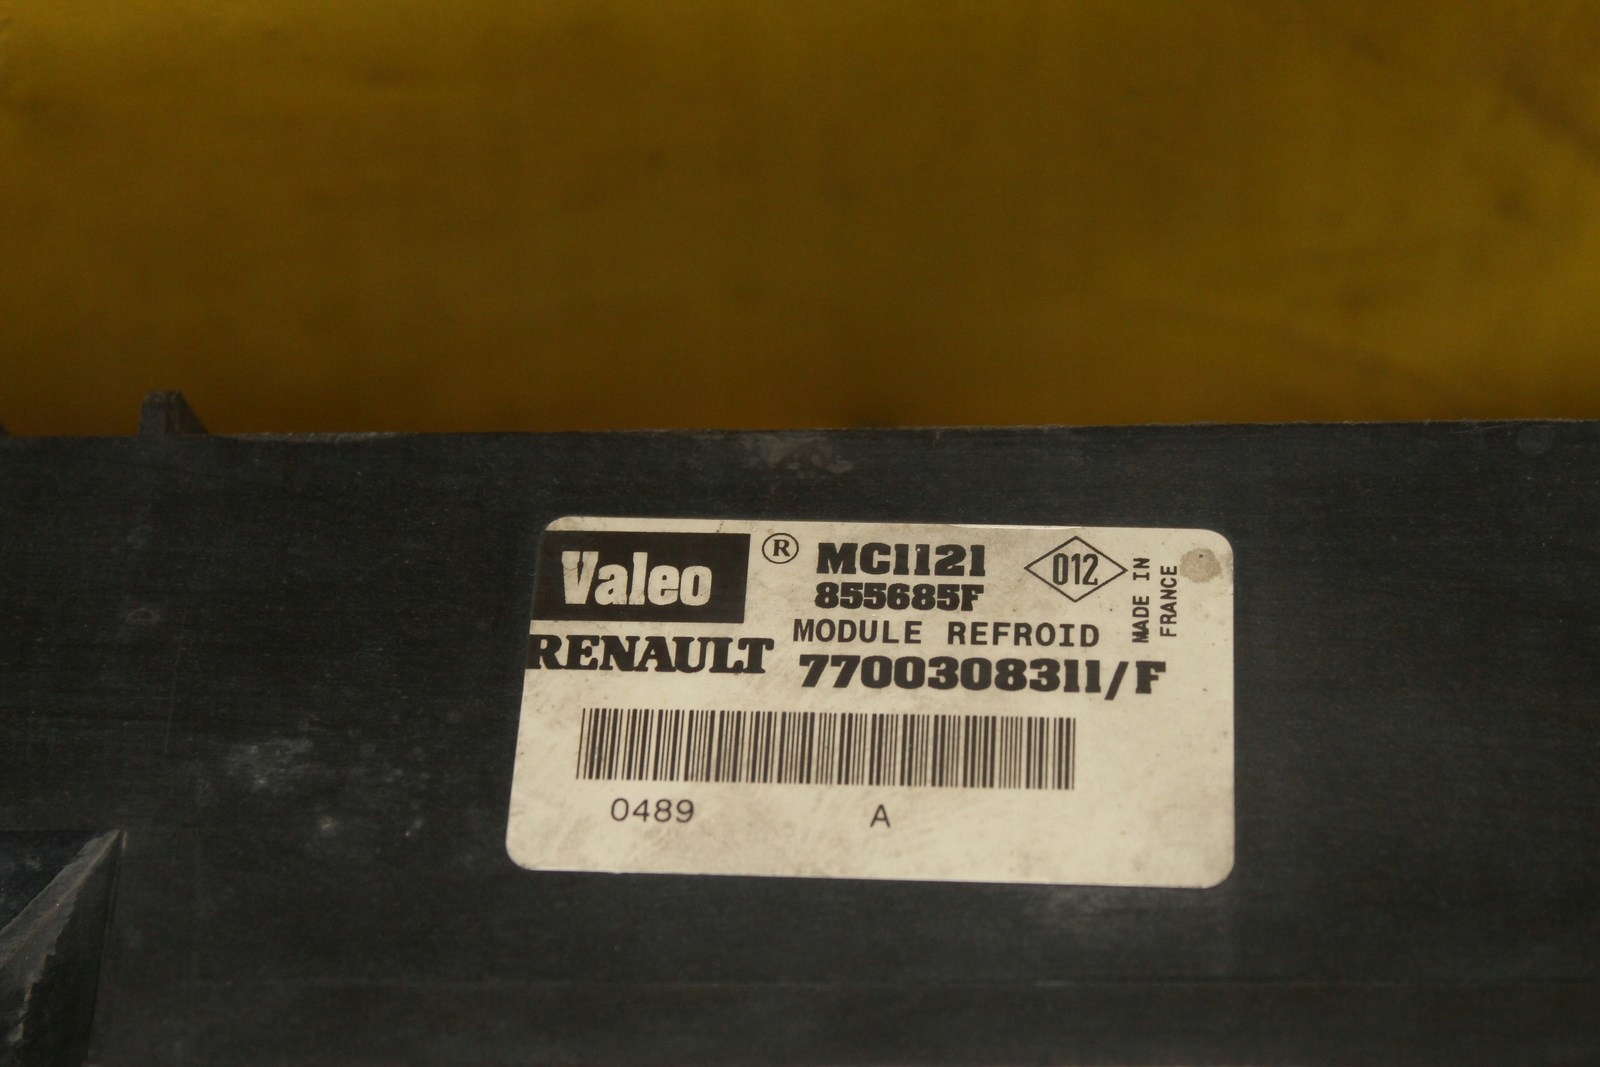 Valeo ® MC1121
855685F
012
MADE IN
FRANCE
MODULE REFROID
RENAULT 7700308311/F
0489 A